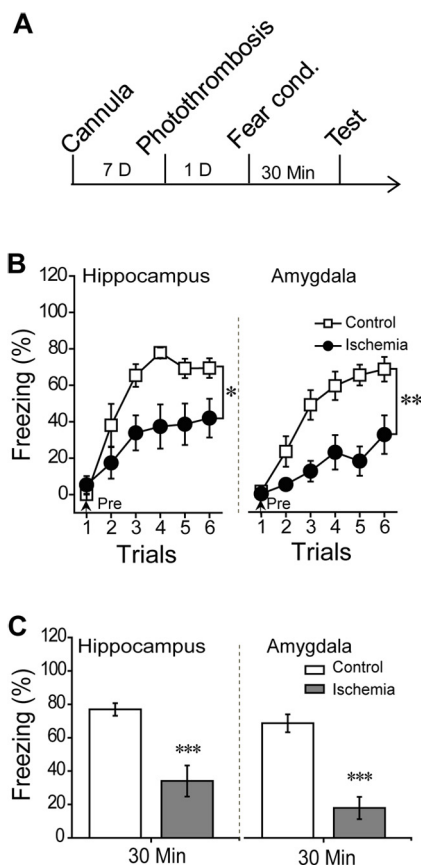 A
Cannula
Photothrombosis
Fear cond.
Test
7 D
1 D
30 Min
B
Hippocampus
Amygdala
Control
Ischemia
Freezing (%)
120
100
80
60
40
20
0
*
**
Pre
Pre
1 2 3 4 5 6
1 2 3 4 5 6
Trials
Trials
C
Hippocampus
Amygdala
Control
Ischemia
Freezing (%)
120
100
80
60
40
20
0
***
***
30 Min
30 Min